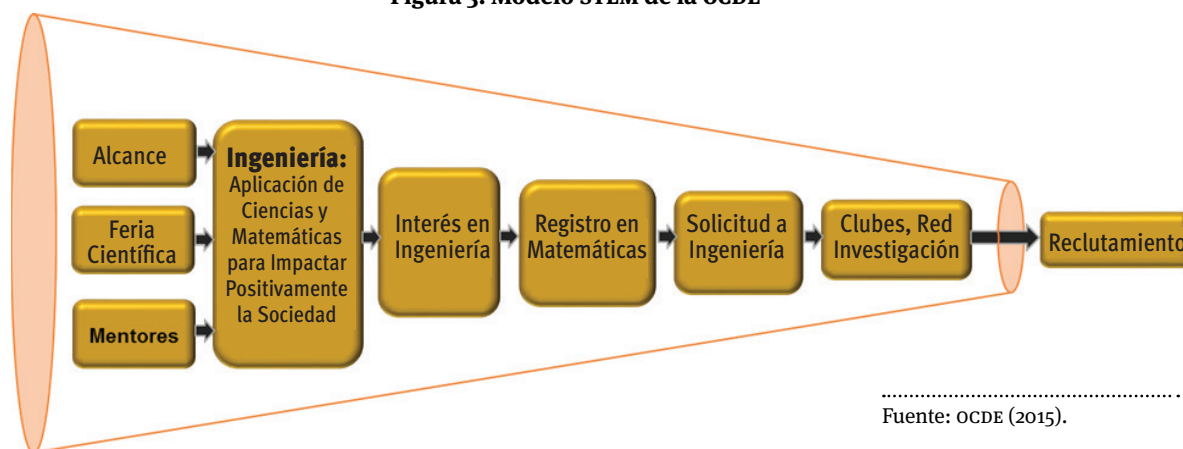 Figura 3. Modelo STEM de la OCDE
Alcance
Feria
Científica
Mentores
Ingeniería:
Aplicación de
Ciencias y
Matemáticas
para Impactar
Positivamente
la Sociedad
Interés en
Ingeniería
Registro en
Matemáticas
Solicitud a
Ingeniería
Clubes, Red
Investigación
Reclutamiento
Fuente: OCDE (2015).